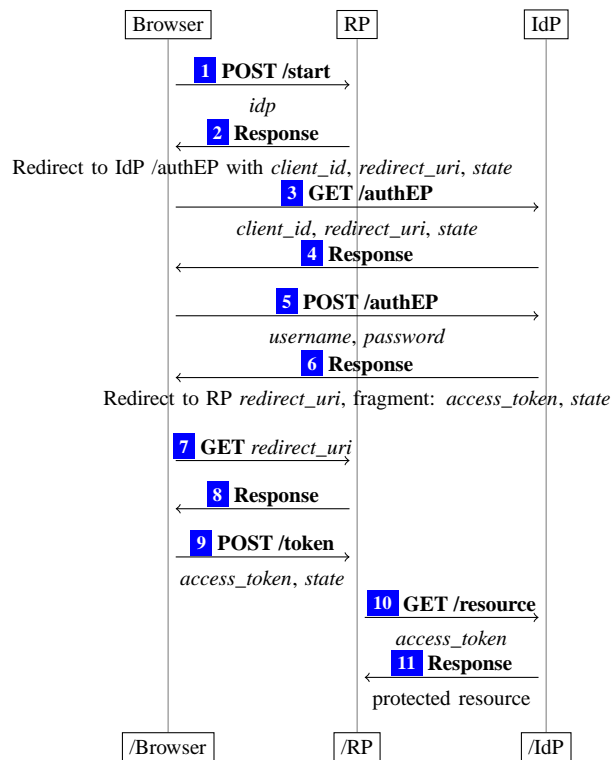 Browser RP IdP
1 POST /start
idp
2 Response
Redirect to IdP /authEP with client_id, redirect_uri, state
3 GET /authEP
client_id, redirect_uri, state
4 Response
5 POST /authEP
username, password
6 Response
Redirect to RP redirect_uri, fragment: access_token, state
7 GET redirect_uri
8 Response
9 POST /token
access_token, state
10 GET /resource
access_token
11 Response
protected resource
/Browser /RP /IdP